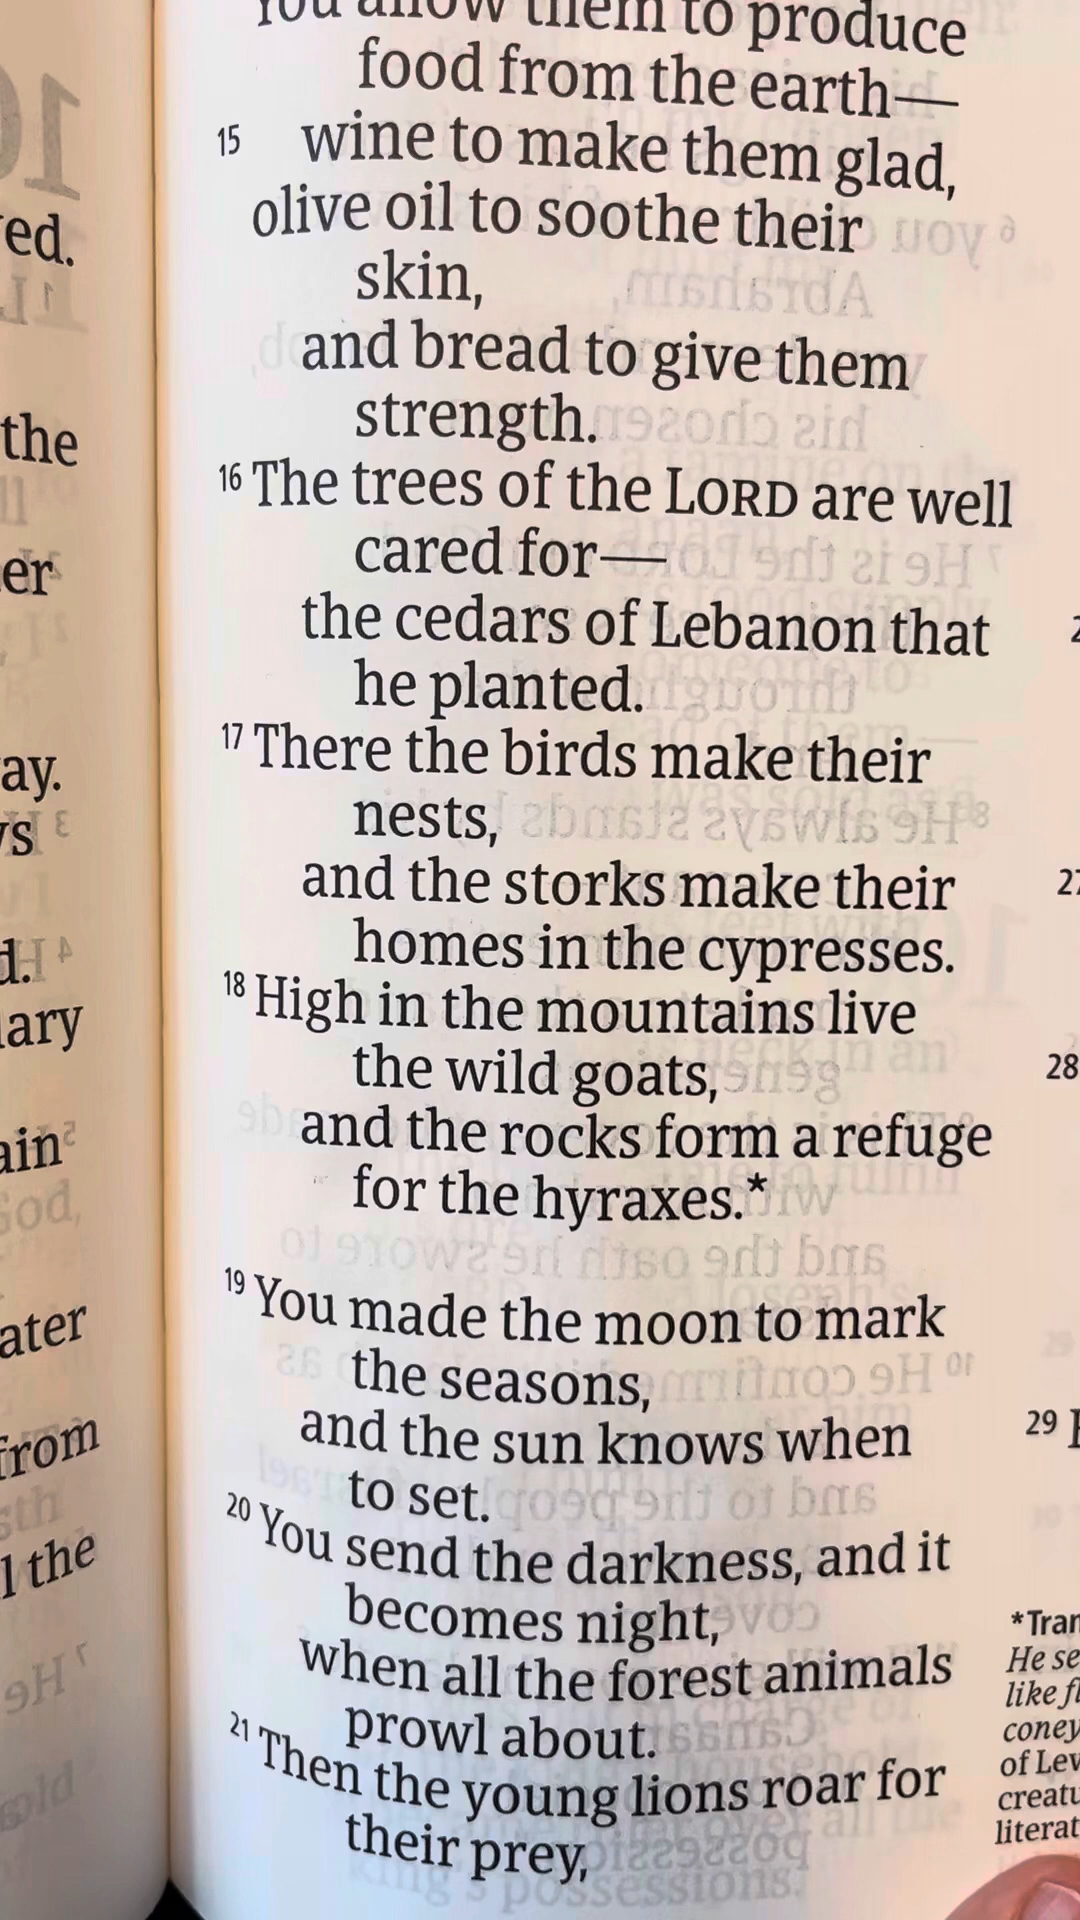 You allow them to produce
food from the earth—
15 wine to make them glad,
olive oil to soothe their
skin,
and bread to give them
strength.
16 The trees of the LORD are well
cared for—
the cedars of Lebanon that
he planted.
17 There the birds make their
nests,
and the storks make their
homes in the cypresses.
18 High in the mountains live
the wild goats,
and the rocks form a refuge
for the hyraxes.*
19 You made the moon to mark
the seasons,
and the sun knows when
to set.
20 You send the darkness, and it
becomes night,
when all the forest animals
prowl about.
21 Then the young lions roar for
their prey,
the
from
the
27
28
29
*Tran
He se
like fl
coney
of Lev
creatu
literat